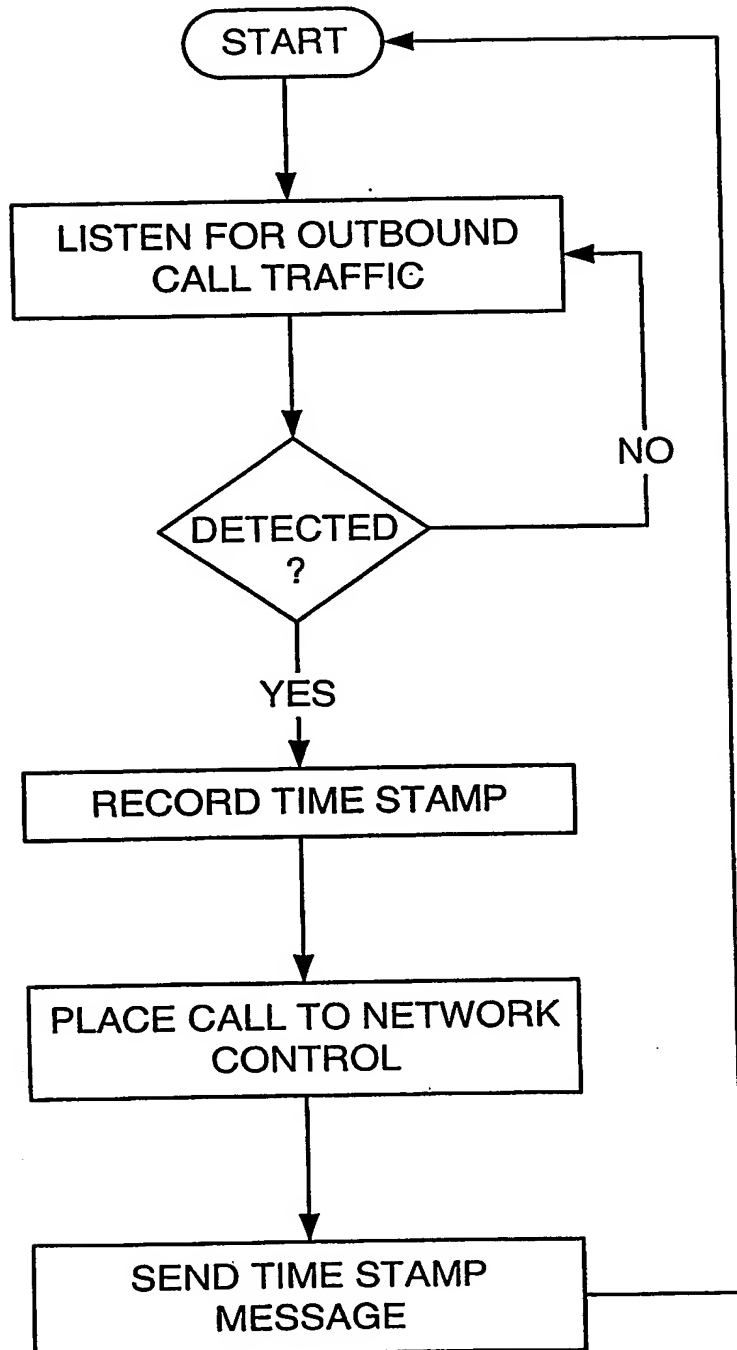 START
LISTEN FOR OUTBOUND
CALL TRAFFIC
NO
DETECTED
?
YES
RECORD TIME STAMP
PLACE CALL TO NETWORK
CONTROL
SEND TIME STAMP
MESSAGE